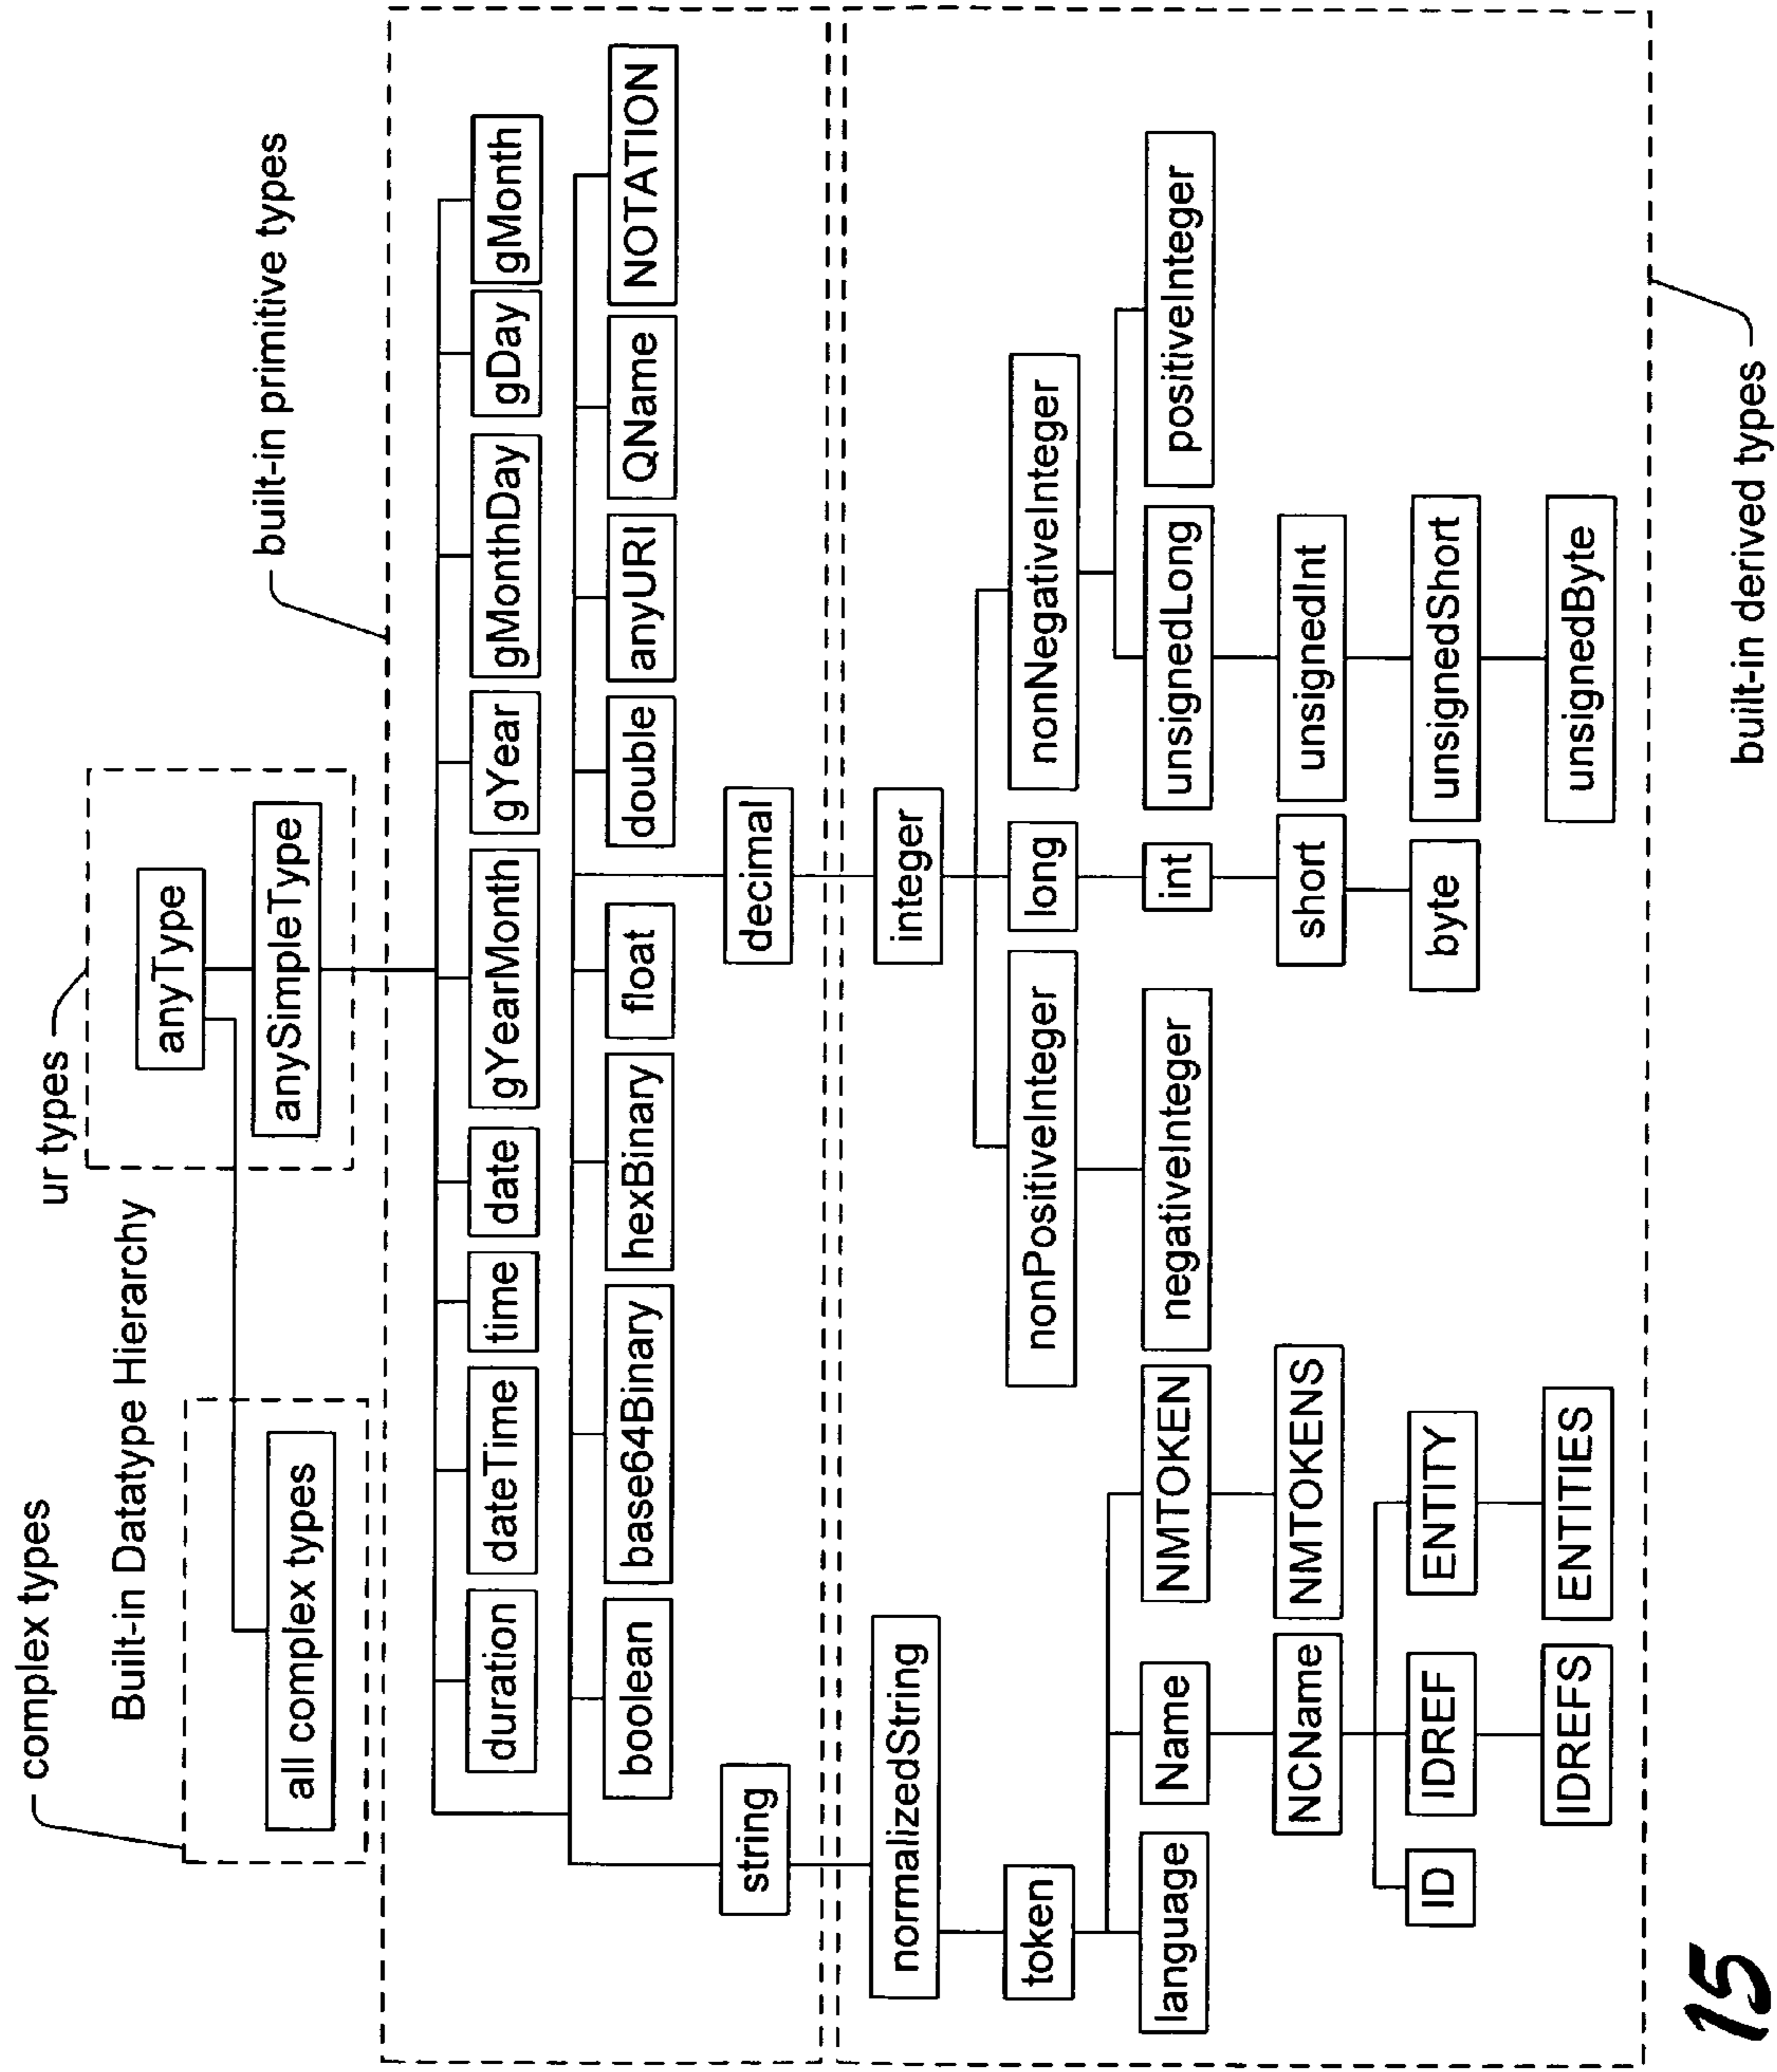 complex types
ur types
Built-in Datatype Hierarchy
anyType
all complex types
anySimpleType
built-in primitive types
duration
dateTime
time
date
gYearMonth
gYear
gMonthDay
gDay
gMonth
boolean
base64Binary
hexBinary
float
double
anyURI
QName
NOTATION
string
decimal
normalizedString
integer
token
nonPositiveInteger
long
nonNegativeInteger
language
Name
NMTOKEN
negativeInteger
int
unsignedLong
positiveInteger
NCName
NMTOKENS
short
unsignedInt
ID
IDREF
ENTITY
byte
unsignedShort
IDREFS
ENTITIES
unsignedByte
built-in derived types
15